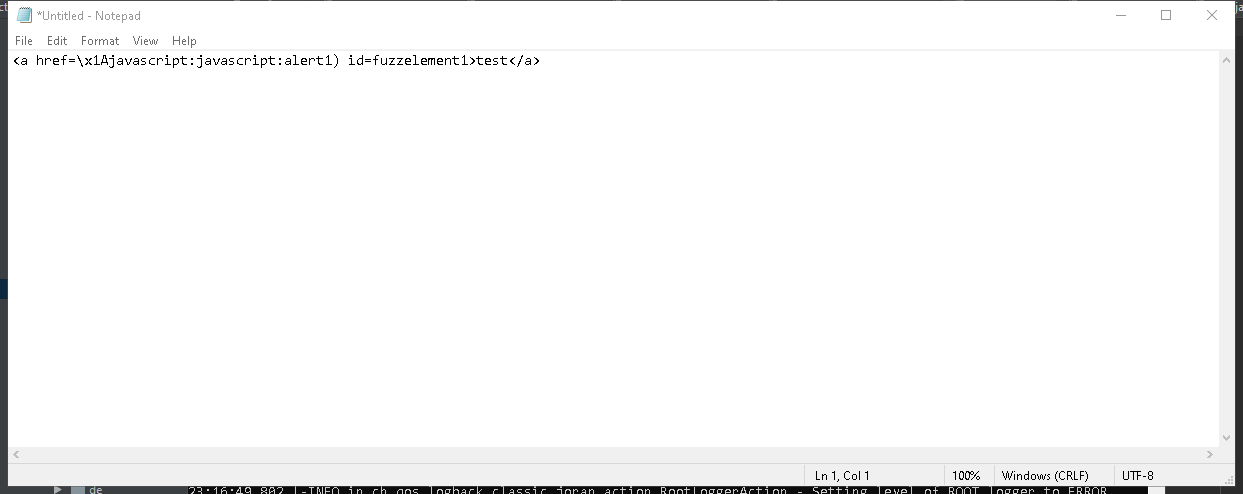 *Untitled - Notepad
File Edit Format View Help
<a href=\x1Ajavascript:javascript:alert1) id=fuzzelement1>test</a>
Ln 1, Col 1 100% Windows (CRLF) UTF-8
de 23:16:49,802 |-INFO in ch.qos.logback.classic.joran.action.RootLoggerAction - Setting level of ROOT logger to ERROR